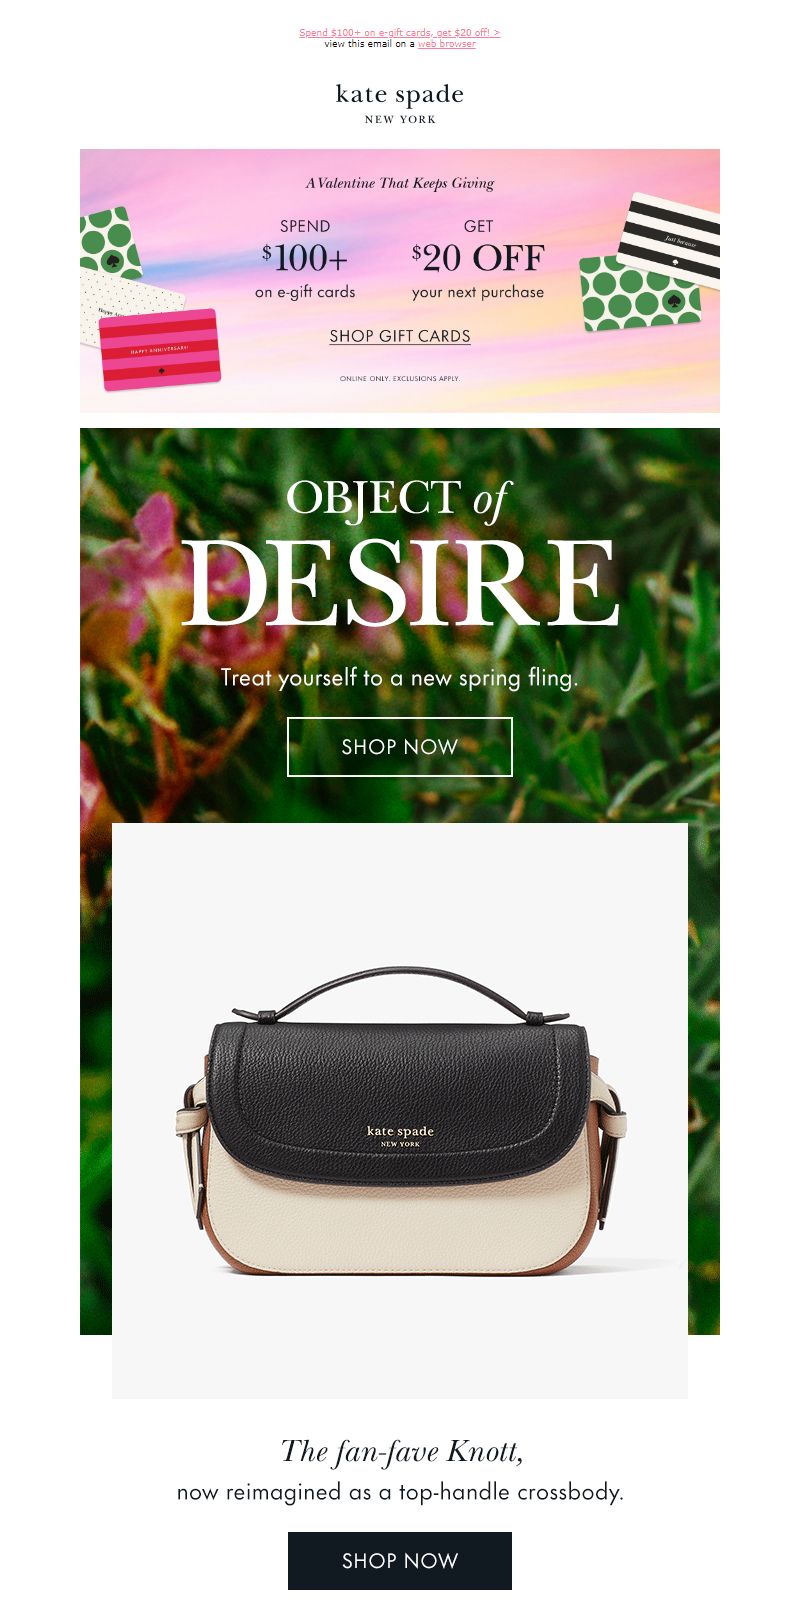 Spend $100+ on e-gift cards, get $20 off! >
view this email on a web browser
kate spade
NEW YORK
A Valentine That Keeps Giving
SPEND
$100+
on e-gift cards
GET
$20 OFF
your next purchase
SHOP GIFT CARDS
ONLINE ONLY. EXCLUSIONS APPLY.
HAPPY ANNIVERSARY!
Just because
OBJECT of
DESIRE
Treat yourself to a new spring fling.
SHOP NOW
kate spade
NEW YORK
The fan-fave Knott,
now reimagined as a top-handle crossbody.
SHOP NOW